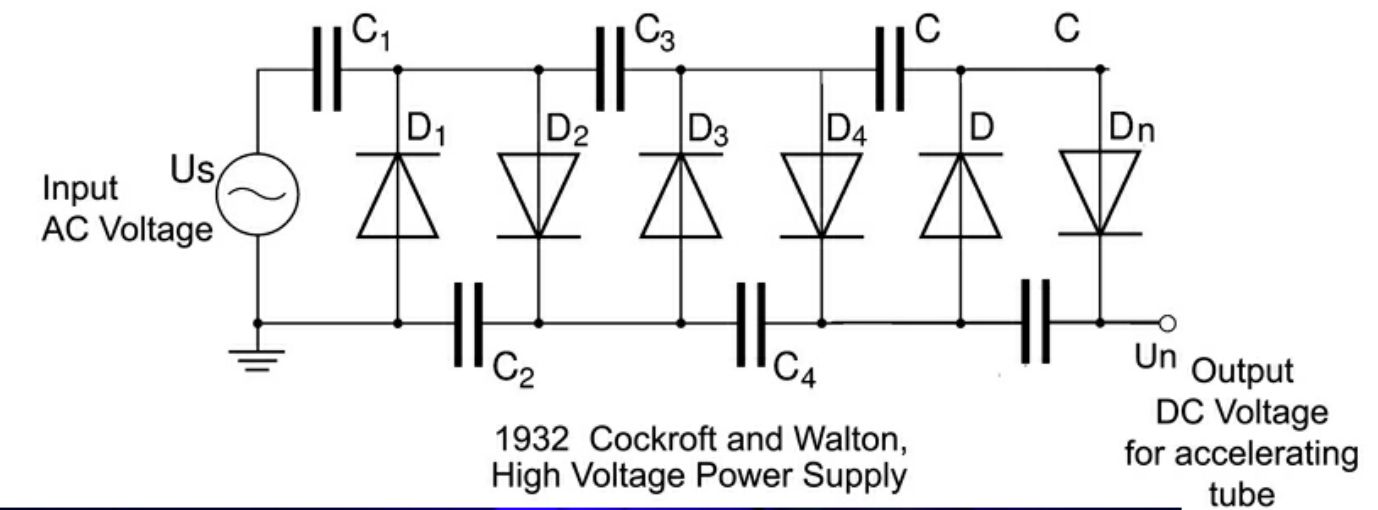 C₁
C₃
C
C
D₁
D₂
D₃
D₄
D
Dn
Us
Input
AC Voltage
C₂
C₄
Un
Output
DC Voltage
for accelerating
tube
1932 Cockroft and Walton,
High Voltage Power Supply